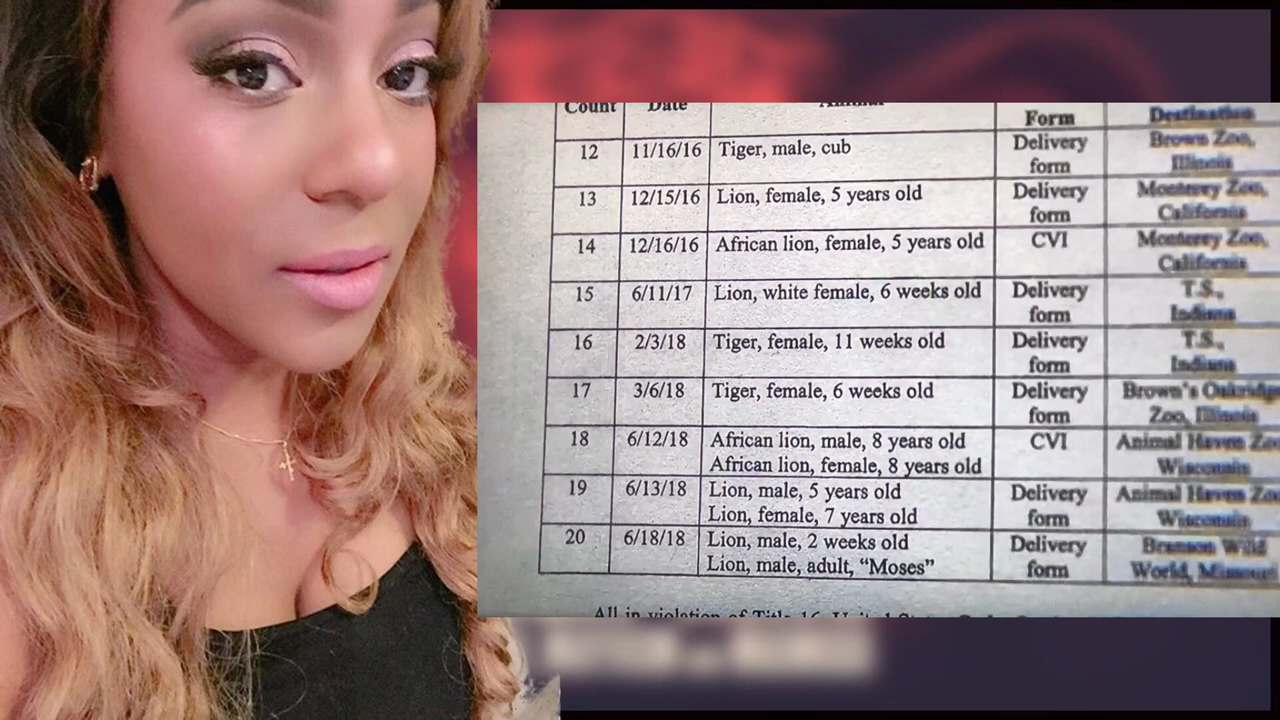 Count Date Form Destination
12 11/16/16 Tiger, male, cub Delivery form Brown Zoo, Illinois
13 12/15/16 Lion, female, 5 years old Delivery form Monterey Zoo, California
14 12/16/16 African lion, female, 5 years old CVI Monterey Zoo, California
15 6/11/17 Lion, white female, 6 weeks old Delivery form T.S., Indiana
16 2/3/18 Tiger, female, 11 weeks old Delivery form T.S., Indiana
17 3/6/18 Tiger, female, 6 weeks old Delivery form Brown's Zoo, Illinois
18 6/12/18 African lion, male, 8 years old CVI Animal Haven Zoo
African lion, female, 8 years old Wisconsin
19 6/13/18 Lion, male, 5 years old Delivery Animal Haven Zoo
Lion, female, 7 years old form Wisconsin
20 6/18/18 Lion, male, 2 weeks old Delivery Branson Wild
Lion, male, adult, “Moses” form World, Missouri
All in violation of Title 16, United